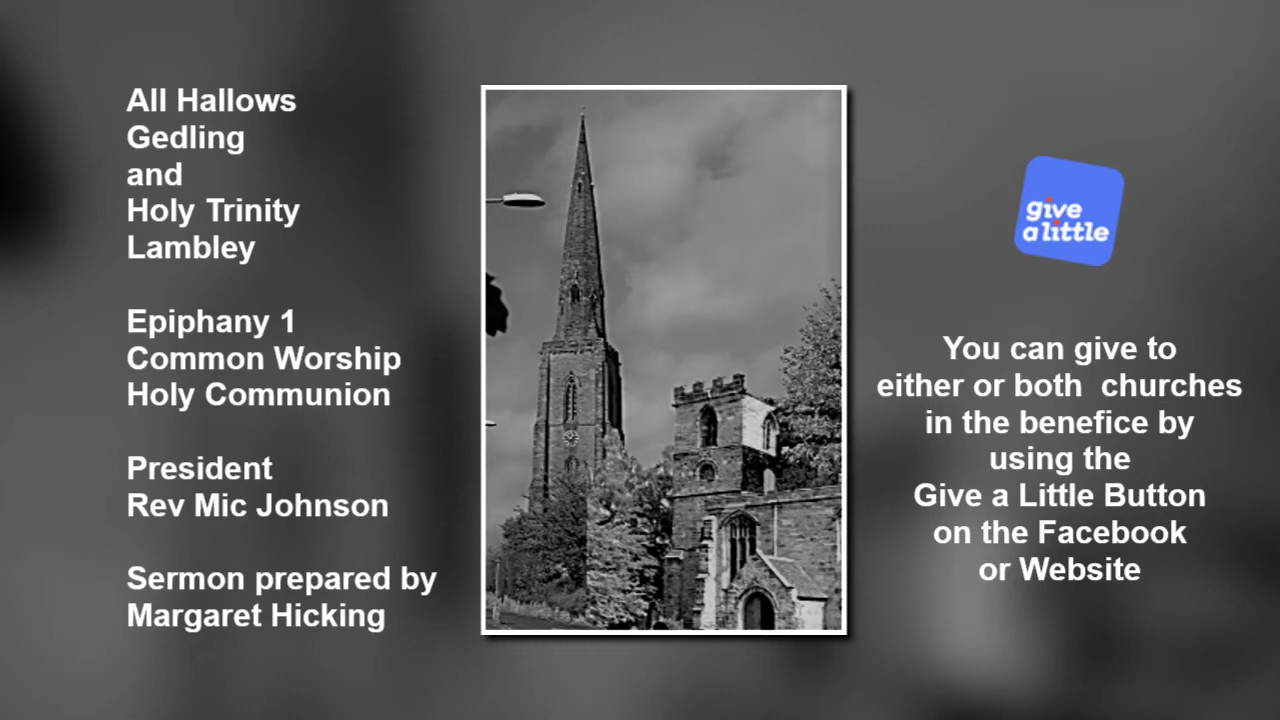 All Hallows
Gedling
and
Holy Trinity
Lambley
Epiphany 1
Common Worship
Holy Communion
President
Rev Mic Johnson
Sermon prepared by
Margaret Hicking
give
a little
You can give to
either or both churches
in the benefice by
using the
Give a Little Button
on the Facebook
or Website